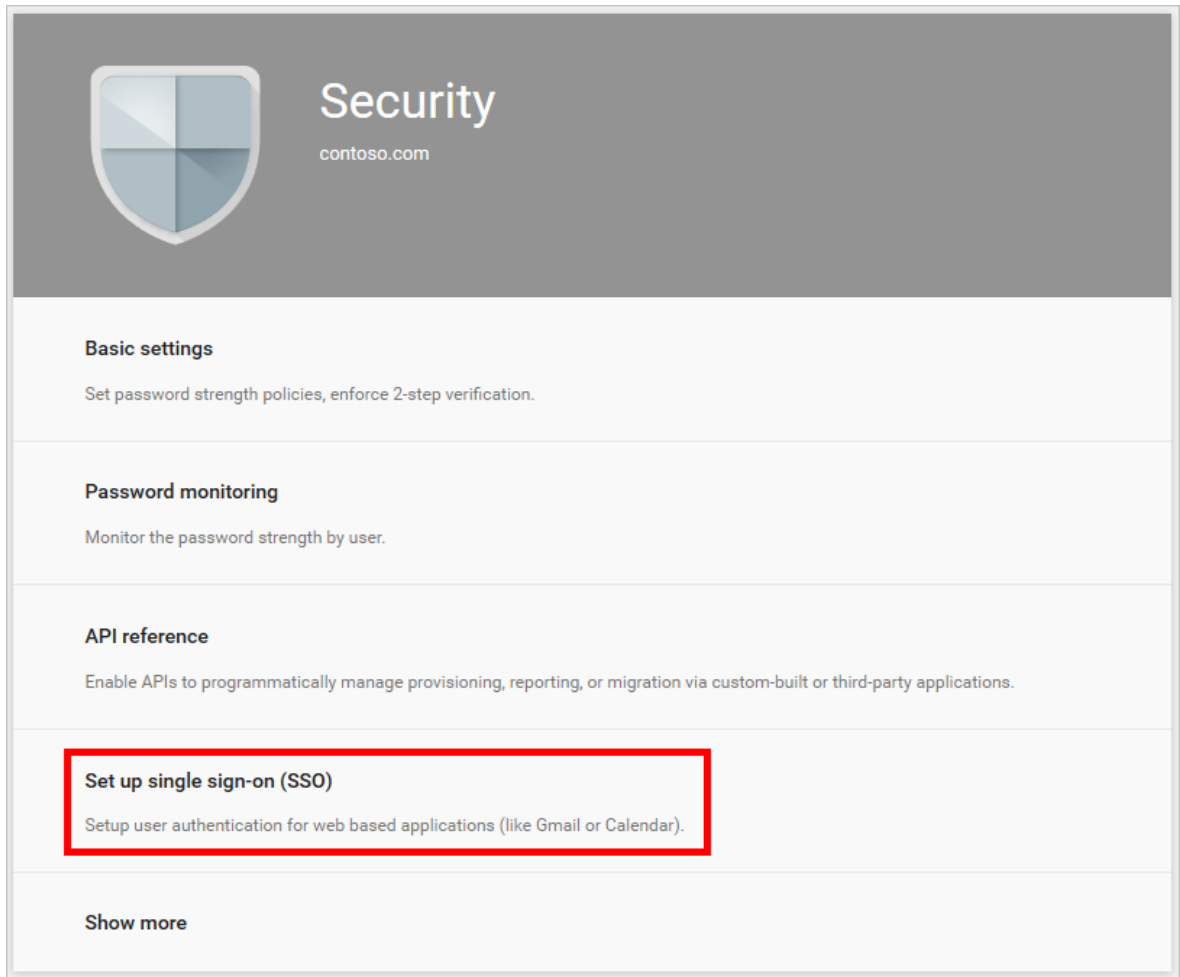 Security
contoso.com
Basic settings
Set password strength policies, enforce 2-step verification.
Password monitoring
Monitor the password strength by user.
API reference
Enable APIs to programmatically manage provisioning, reporting, or migration via custom-built or third-party applications.
Set up single sign-on (SSO)
Setup user authentication for web based applications (like Gmail or Calendar).
Show more